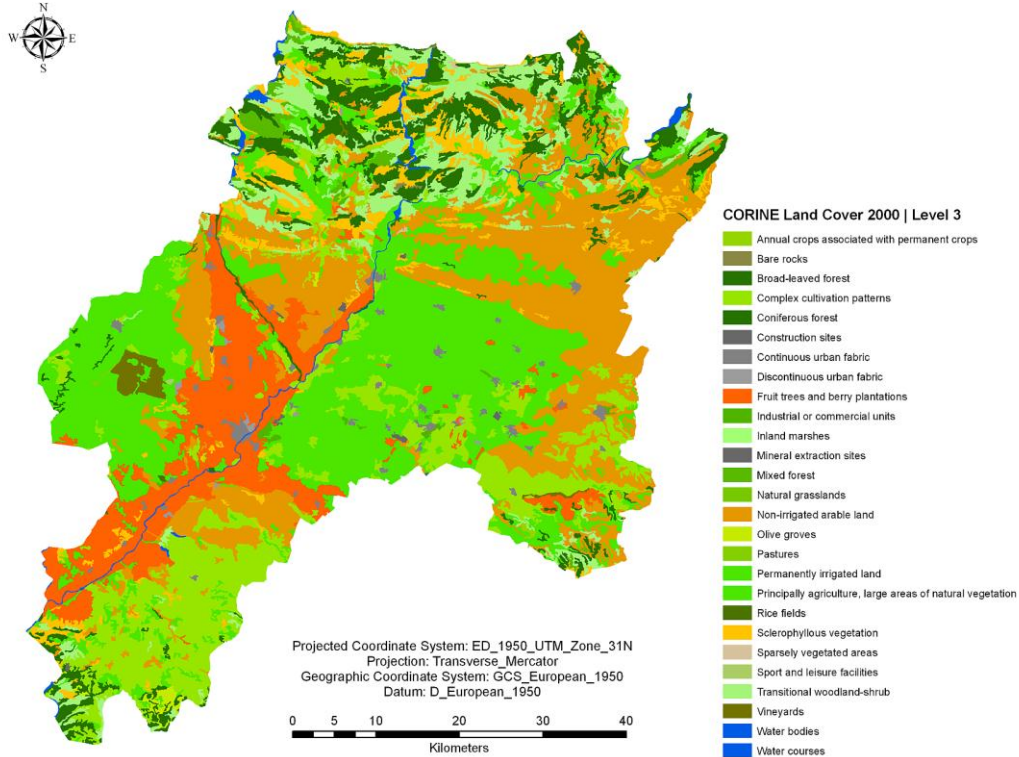 N
W E
S
CORINE Land Cover 2000 | Level 3
Annual crops associated with permanent crops
Bare rocks
Broad-leaved forest
Complex cultivation patterns
Coniferous forest
Construction sites
Continuous urban fabric
Discontinuous urban fabric
Fruit trees and berry plantations
Industrial or commercial units
Inland marshes
Mineral extraction sites
Mixed forest
Natural grasslands
Non-irrigated arable land
Olive groves
Pastures
Permanently irrigated land
Principally agriculture, large areas of natural vegetation
Rice fields
Sclerophyllous vegetation
Sparsely vegetated areas
Sport and leisure facilities
Transitional woodland-shrub
Vineyards
Water bodies
Water courses
Projected Coordinate System: ED_1950_UTM_Zone_31N
Projection: Transverse_Mercator
Geographic Coordinate System: GCS_European_1950
Datum: D_European_1950
0 5 10 20 30 40
Kilometers